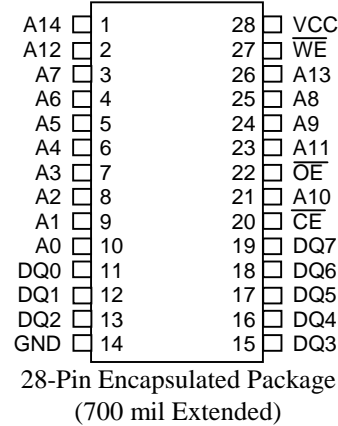 A14 1 28 VCC
A12 2 27 W̅E̅
A7 3 26 A13
A6 4 25 A8
A5 5 24 A9
A4 6 23 A11
A3 7 22 O̅E̅
A2 8 21 A10
A1 9 20 C̅E̅
A0 10 19 DQ7
DQ0 11 18 DQ6
DQ1 12 17 DQ5
DQ2 13 16 DQ4
GND 14 15 DQ3
28-Pin Encapsulated Package
(700 mil Extended)